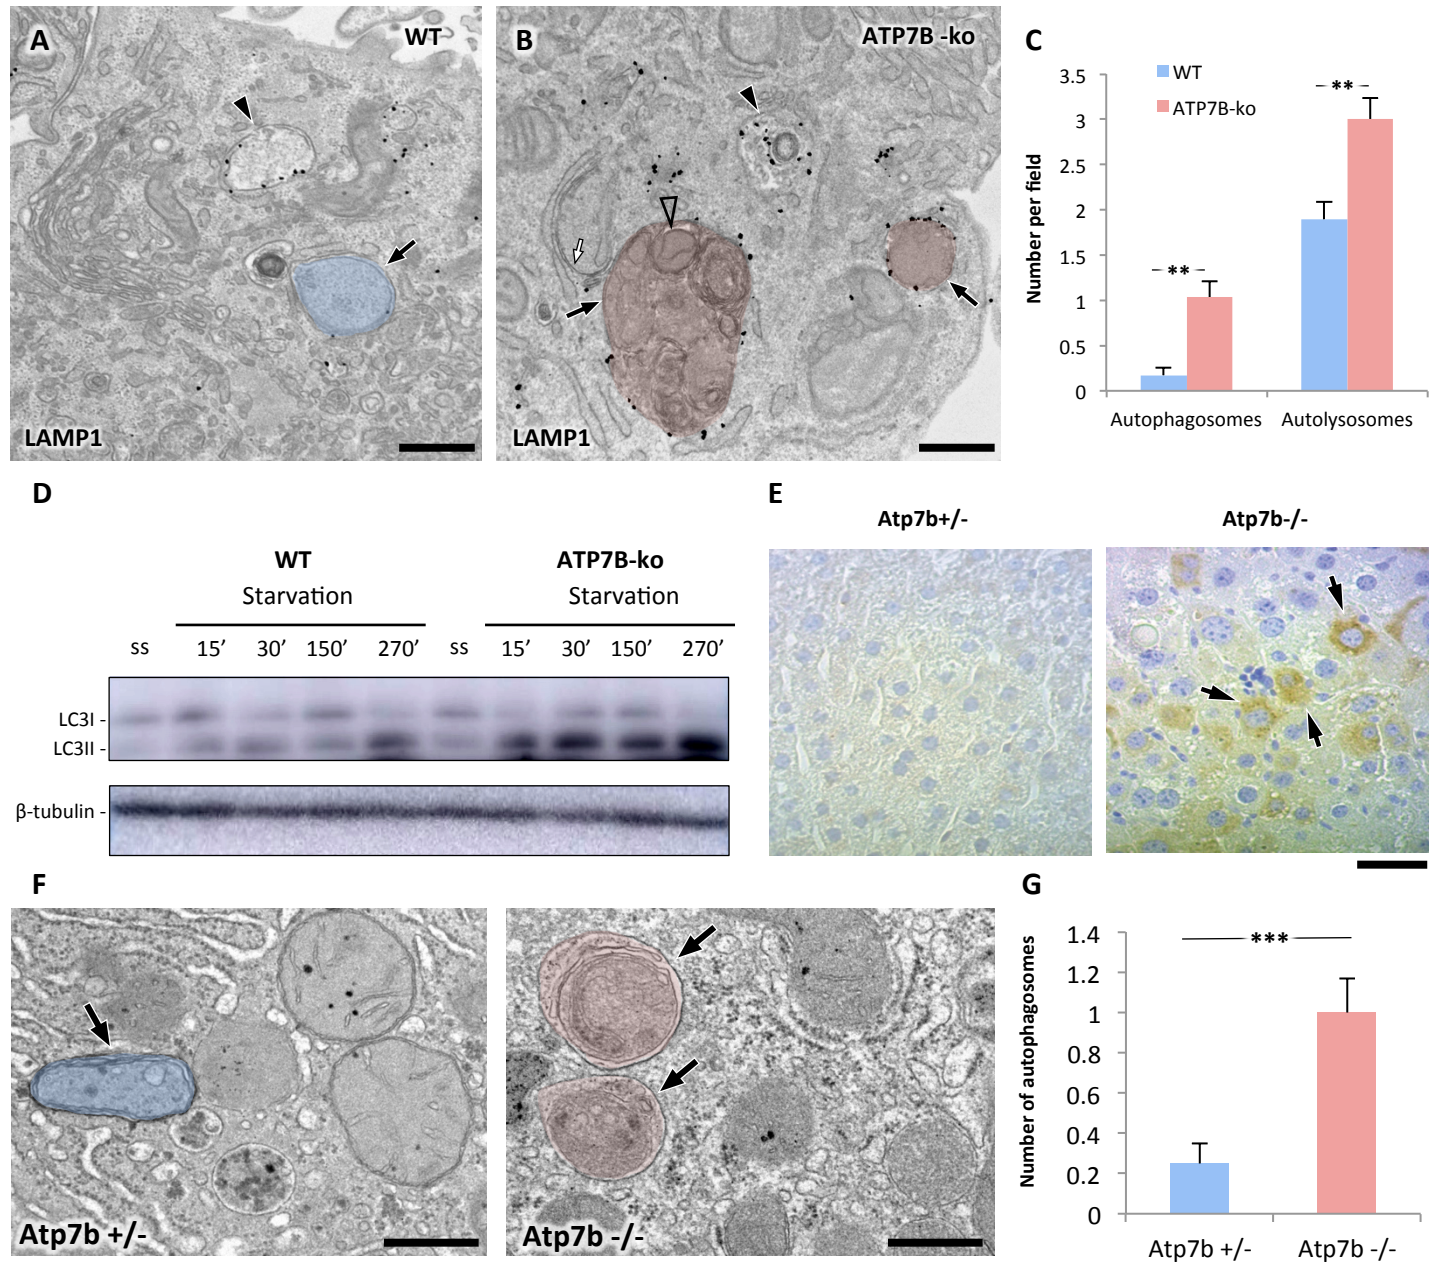 A
WT
LAMP1
B
ATP7B -ko
LAMP1
C
WT
ATP7B-ko
Number per field
3.5
3
2.5
2
1.5
1
0.5
0
**
**
Autophagosomes
Autolysosomes
D
WT
ATP7B-ko
Starvation
Starvation
ss 15’ 30’ 150’ 270’ ss 15’ 30’ 150’ 270’
LC3I -
LC3II -
β-tubulin -
E
Atp7b+/-
Atp7b-/-
F
Atp7b +/-
Atp7b -/-
G
Number of autophagosomes
1.4
1.2
1
0.8
0.6
0.4
0.2
0
***
Atp7b +/-
Atp7b -/-